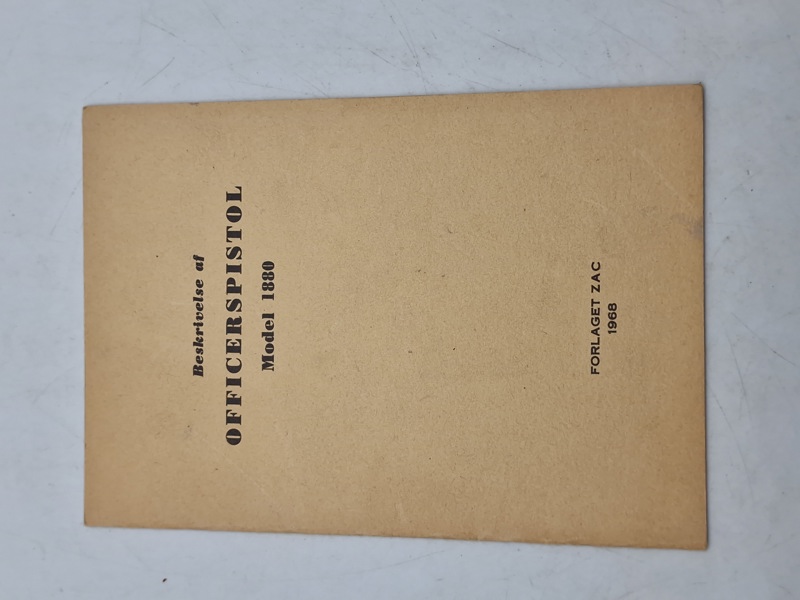 Beskrivelse af
OFFICERSPISTOL
Model 1880
FORLAGET ZAC
1968